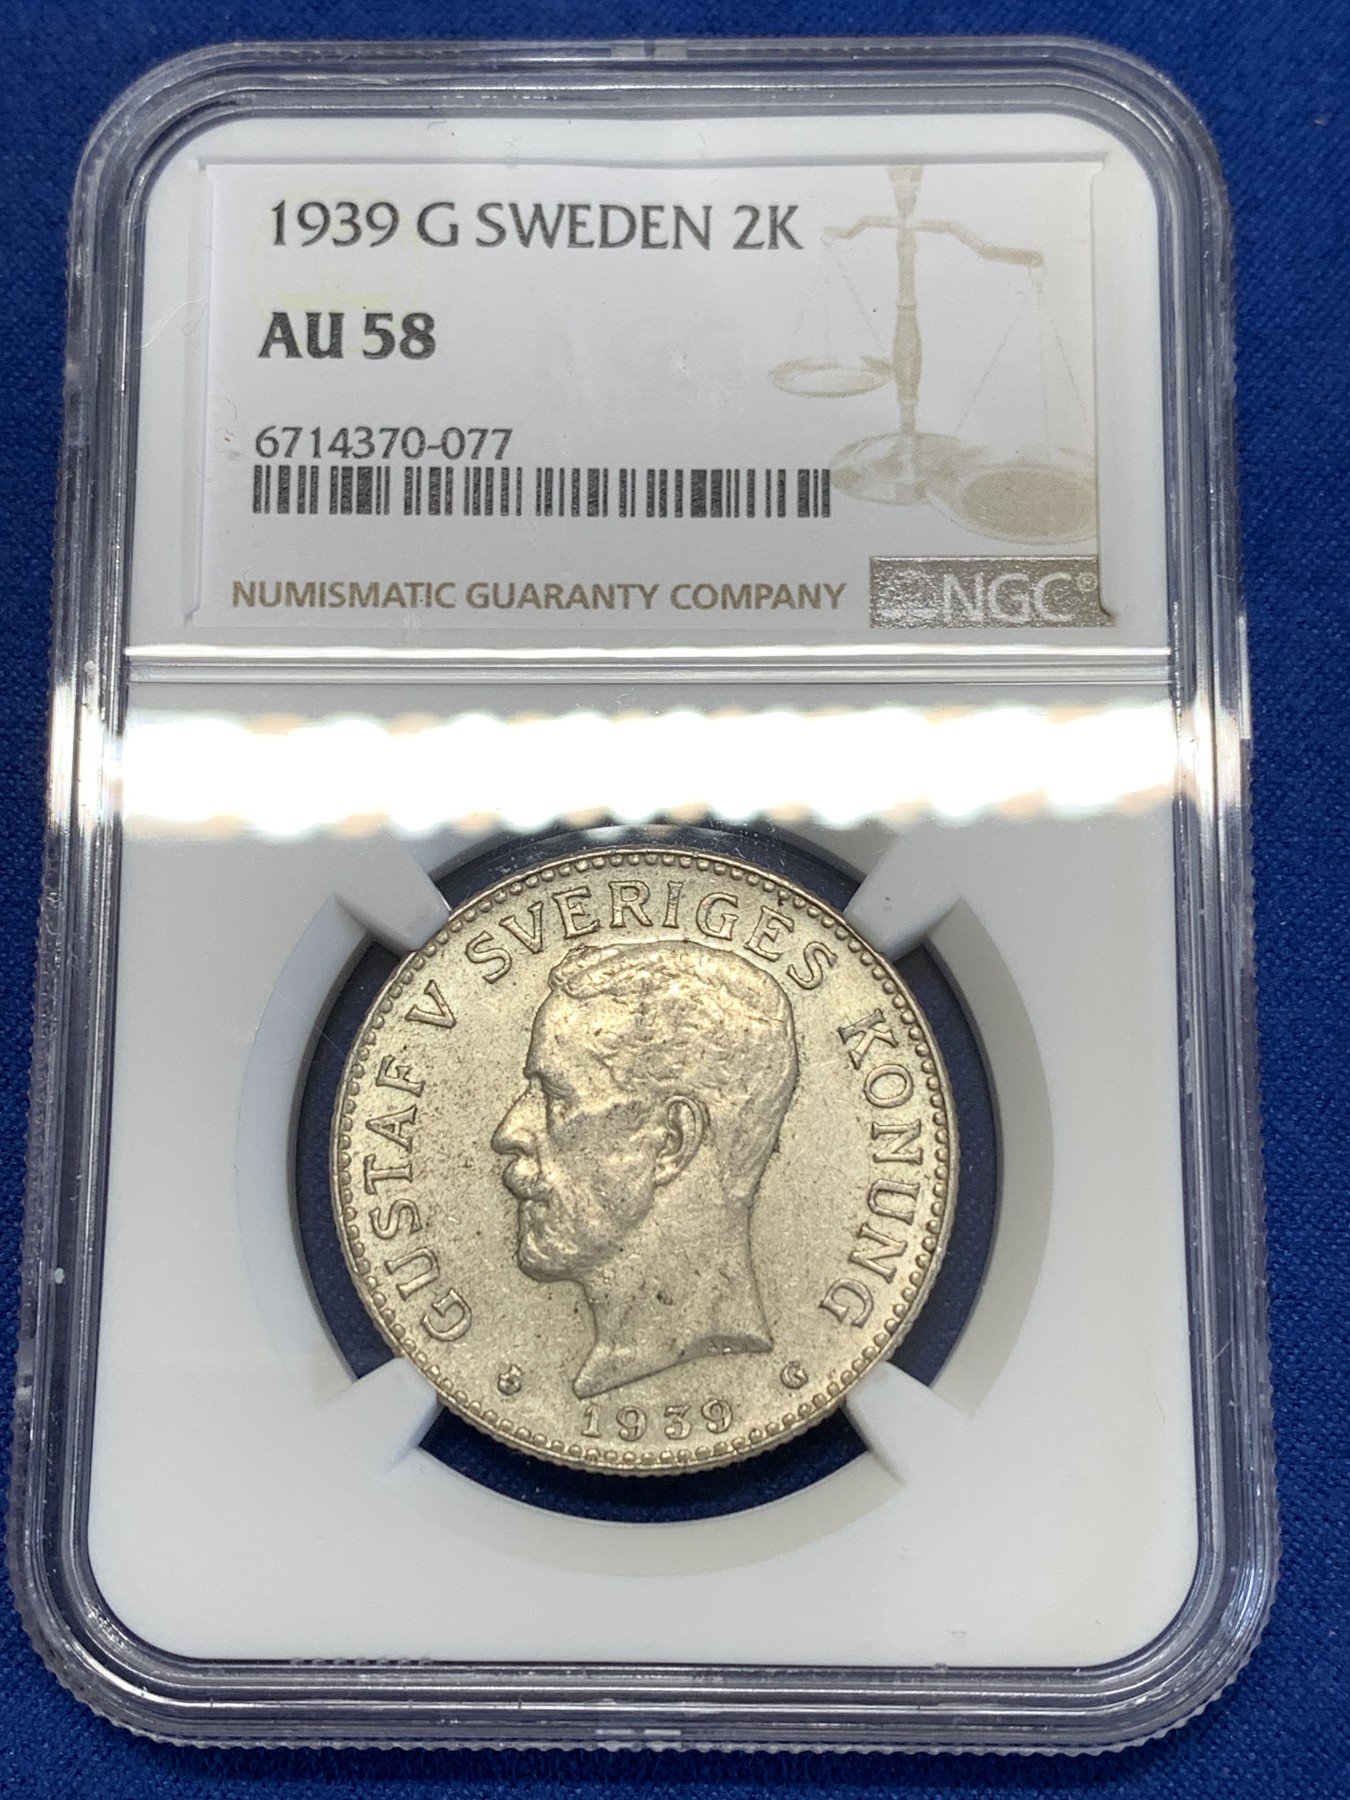 1939 G SWEDEN 2K
AU 58
6714370-077
NUMISMATIC GUARANTY COMPANY
NGC®
GUSTAF V SVERIGES KONUNG
G
1939